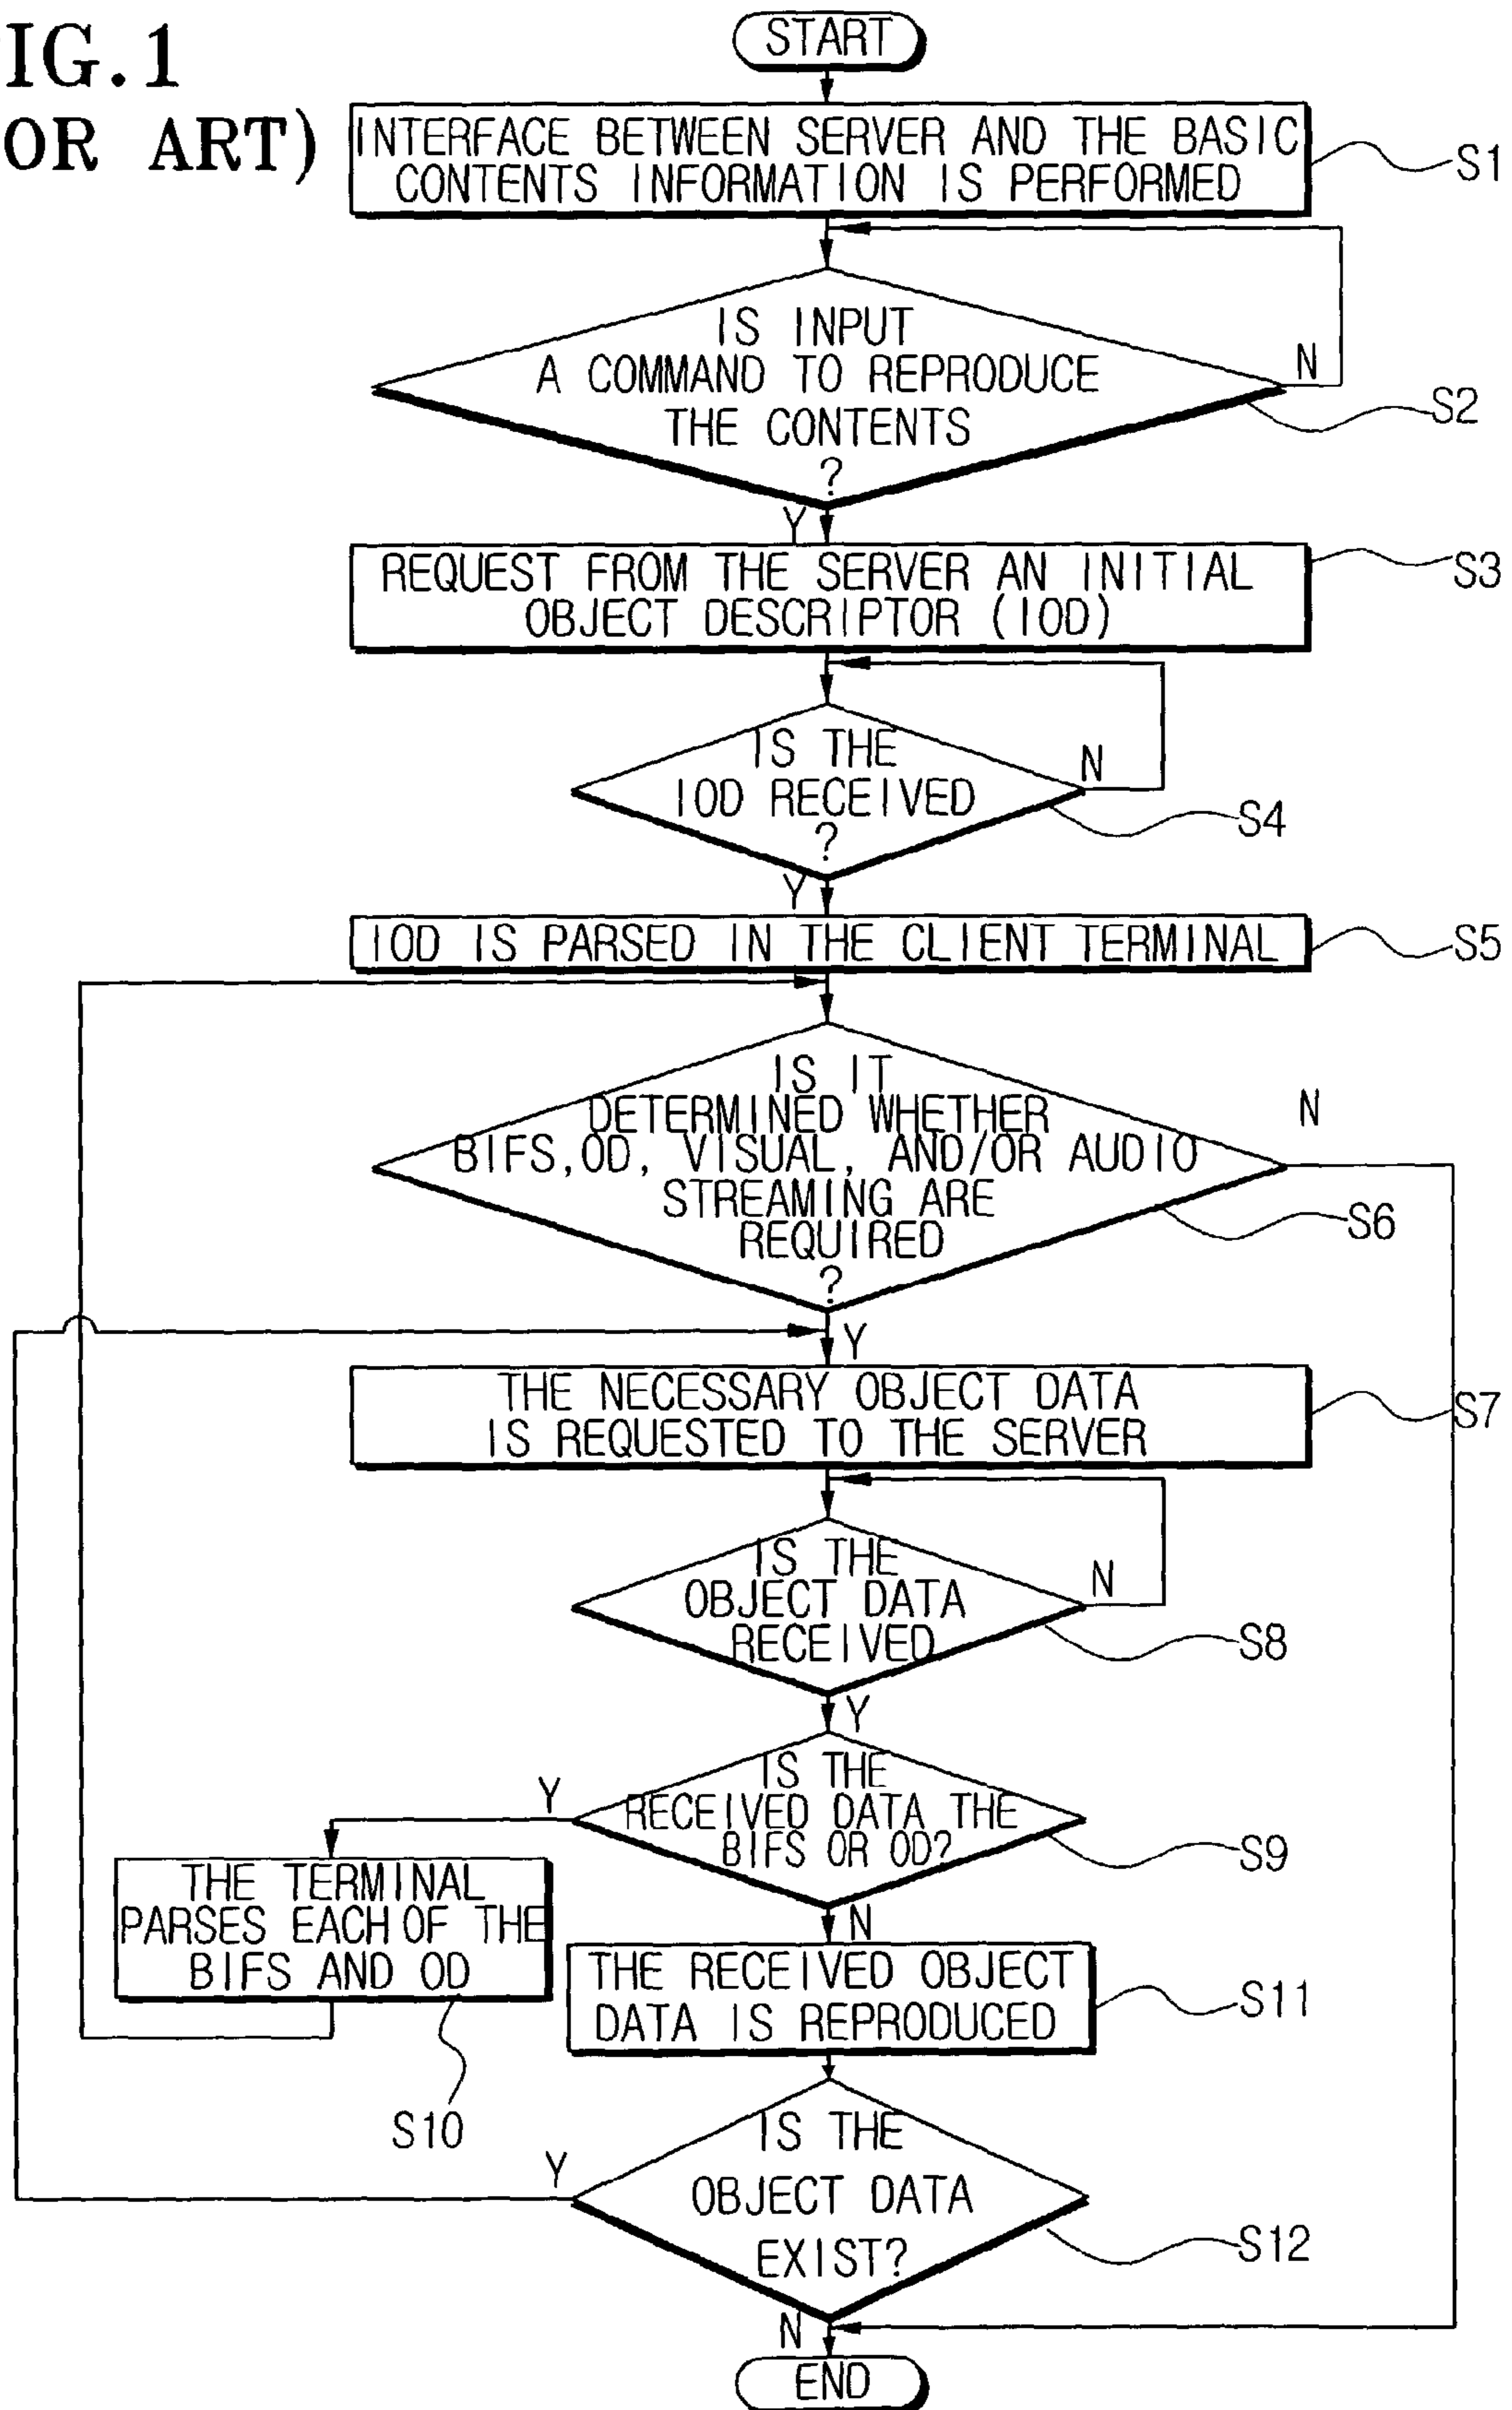 IG.1
OR ART)
START
INTERFACE BETWEEN SERVER AND THE BASIC
CONTENTS INFORMATION IS PERFORMED
S1
IS INPUT
A COMMAND TO REPRODUCE
THE CONTENTS
?
N
S2
Y
REQUEST FROM THE SERVER AN INITIAL
OBJECT DESCRIPTOR (IOD)
S3
IS THE
IOD RECEIVED
?
N
S4
Y
IOD IS PARSED IN THE CLIENT TERMINAL
S5
IS IT
DETERMINED WHETHER
BIFS,OD, VISUAL, AND/OR AUDIO
STREAMING ARE
REQUIRED
?
N
S6
Y
THE NECESSARY OBJECT DATA
IS REQUESTED TO THE SERVER
S7
IS THE
OBJECT DATA
RECEIVED
N
S8
Y
IS THE
RECEIVED DATA THE
BIFS OR OD?
Y
S9
THE TERMINAL
PARSES EACH OF THE
BIFS AND OD
S10
N
THE RECEIVED OBJECT
DATA IS REPRODUCED
S11
IS THE
OBJECT DATA
EXIST?
Y
S12
N
END